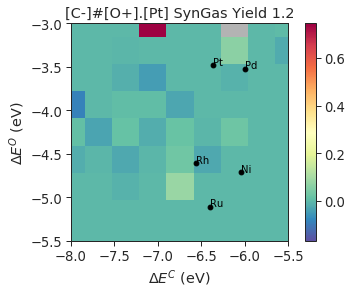 [C-]#[O+].[Pt] SynGas Yield 1.2
−3.0
−3.5
−4.0
−4.5
−5.0
−5.5
ΔE^O (eV)
Pt
Pd
Rh
Ni
Ru
−8.0 −7.5 −7.0 −6.5 −6.0 −5.5
ΔE^C (eV)
0.6
0.4
0.2
0.0